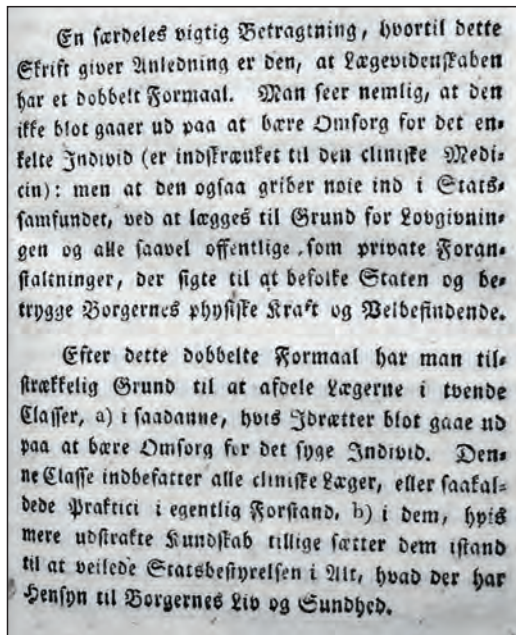 En særdeles vigtig Betragtning, hvortil dette
Skrift giver Anledning er den, at Lægevidenskaben
har et dobbelt Formaal. Man seer nemlig, at den
ikke blot gaaer ud paa at bære Omsorg for det en-
kelte Individ (er indskrænket til den cliniske Medi-
cin): men at den ogsaa griber nøie ind i Stats-
samfundet, ved at lægges til Grund for Lovgivnin-
gen og alle saavel offentlige som private Foran-
staltninger, der sigte til at befolke Staten og be-
trygge Borgernes physiske Kraft og Velbefindende.
Efter dette dobbelte Formaal har man til-
strækkelig Grund til at afdele Lægerne i tvende
Classer, a) i saadanne, hvis Idrætter blot gaae ud
paa at bære Omsorg for det syge Individ. Den-
ne Classe indbefatter alle cliniske Læger, eller saakal-
dede Praktici i egentlig Forstand. b) i dem, hvis
mere udstrakte Kundskab tillige sætter dem istand
til at veilede Statsbestyrelsen i Alt, hvad der har
Hensyn til Borgernes Liv og Sundhed.